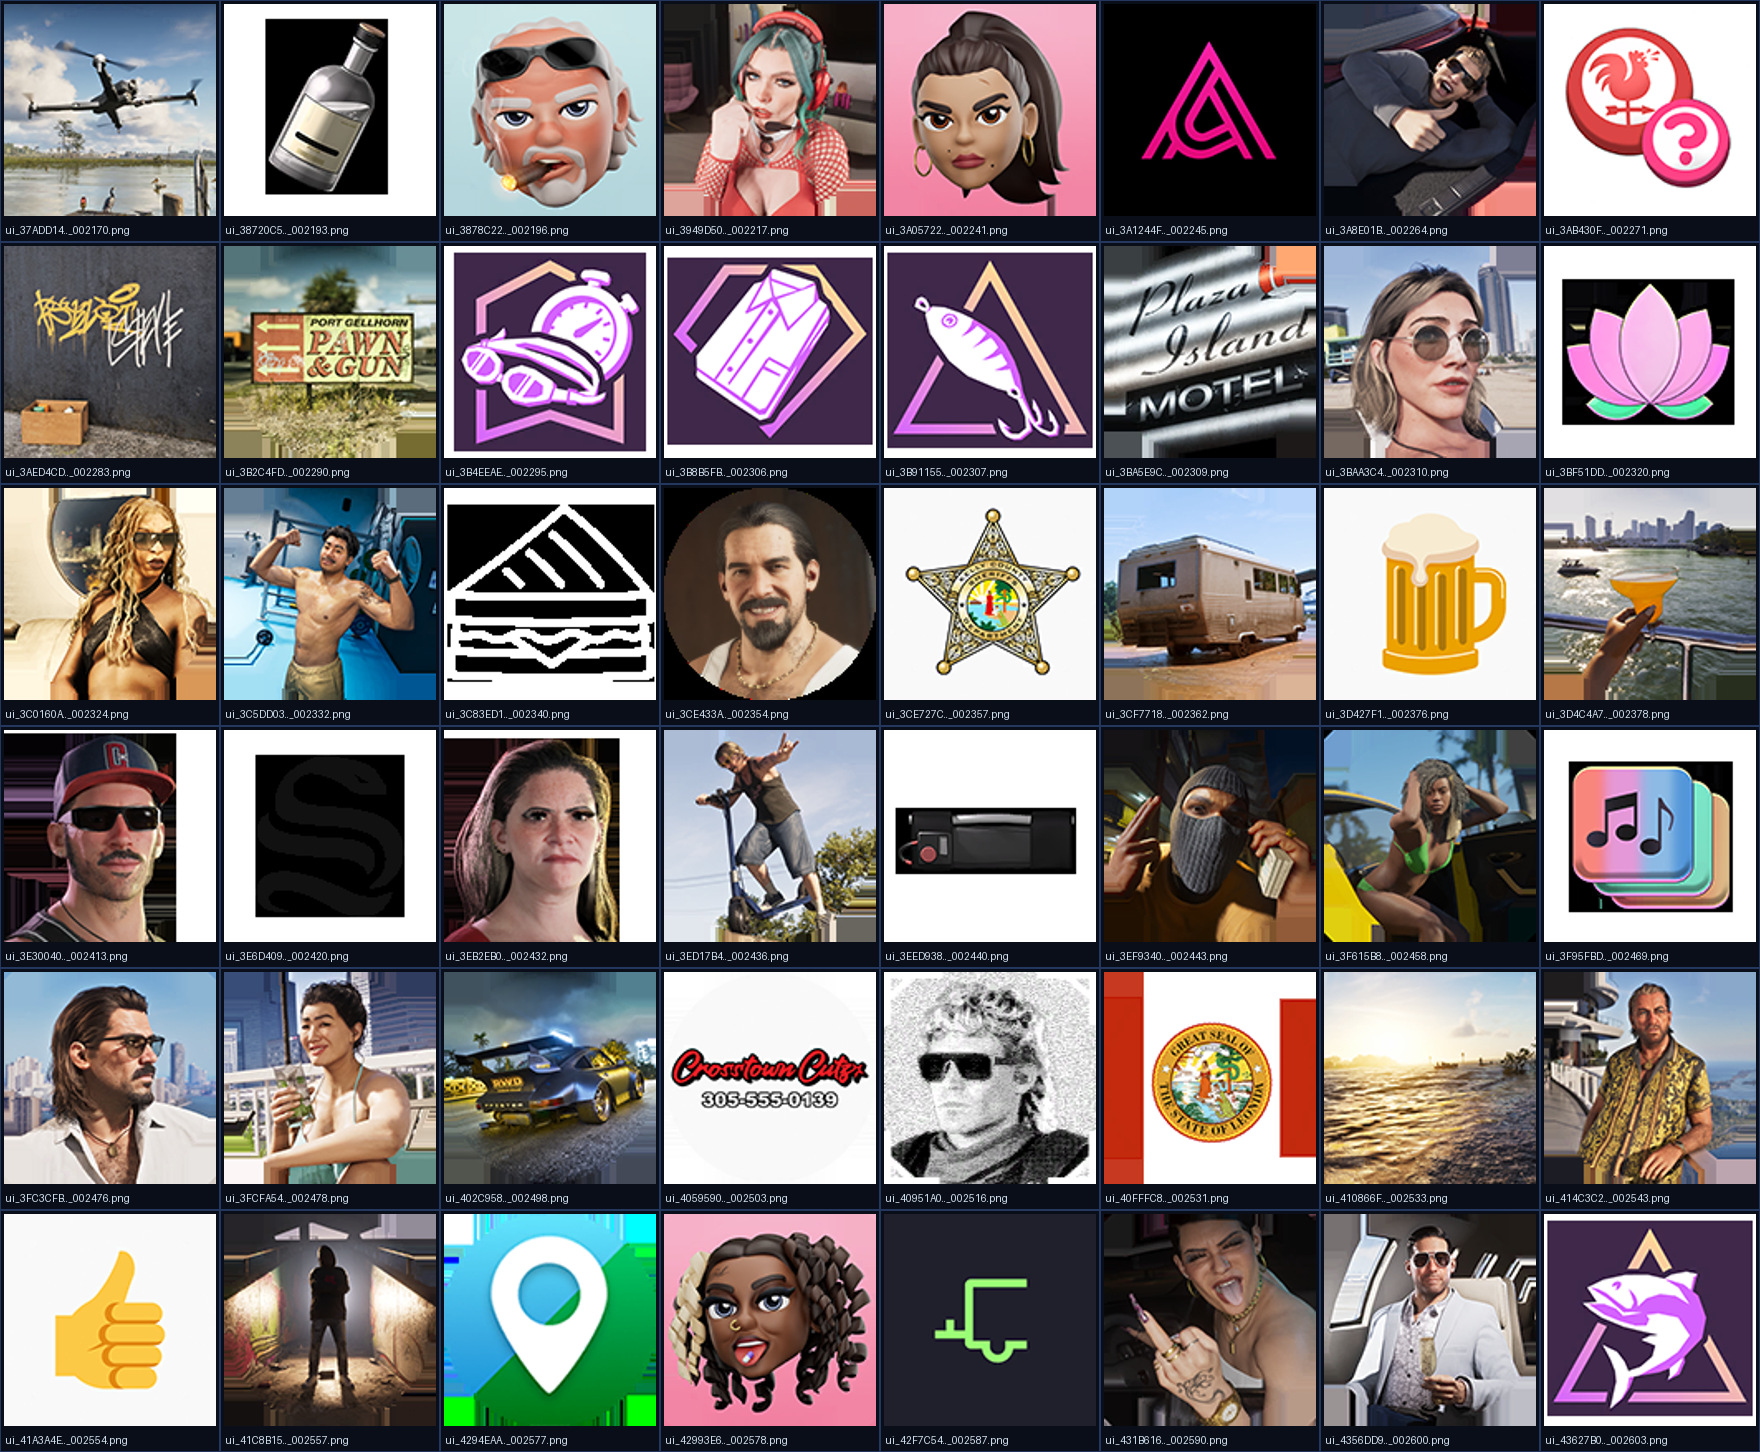 ui_37ADD14.._002170.png
ui_38720C5.._002193.png
ui_3878C22.._002196.png
ui_3949D50.._002217.png
ui_3A05722.._002241.png
ui_3A1244F.._002245.png
ui_3A8E01B.._002264.png
ui_3AB430F.._002271.png
PORT GELLHORN
PAWN
& GUN
Plaza
Island
MOTEL
ui_3AED4CD.._002283.png
ui_3B2C4FD.._002290.png
ui_3B4EEAE.._002295.png
ui_3B8B5FB.._002306.png
ui_3B91155.._002307.png
ui_3BA5E9C.._002309.png
ui_3BAA3C4.._002310.png
ui_3BF51DD.._002320.png
ui_3C0160A.._002324.png
ui_3C5DD03.._002332.png
ui_3C83ED1.._002340.png
ui_3CE433A.._002354.png
ui_3CE727C.._002357.png
ui_3CF7718.._002362.png
ui_3D427F1.._002376.png
ui_3D4C4A7.._002378.png
C
ui_3E30040.._002413.png
ui_3E6D409.._002420.png
ui_3EB2EB0.._002432.png
ui_3ED17B4.._002436.png
ui_3EED938.._002440.png
ui_3EF9340.._002443.png
ui_3F615B8.._002458.png
ui_3F95FBD.._002469.png
RWD
Crosstown Cutzx
305-555-0139
GREAT SEAL OF
THE STATE OF LEONIDA
ui_3FC3CFB.._002476.png
ui_3FCFA54.._002478.png
ui_402C958.._002498.png
ui_4059590.._002503.png
ui_40951A0.._002516.png
ui_40FFFC8.._002531.png
ui_410866F.._002533.png
ui_414C3C2.._002543.png
ui_41A3A4E.._002554.png
ui_41C8B15.._002557.png
ui_4294EAA.._002577.png
ui_42993E6.._002578.png
ui_42F7C54.._002587.png
ui_431B616.._002590.png
ui_4356DD9.._002600.png
ui_43627B0.._002603.png